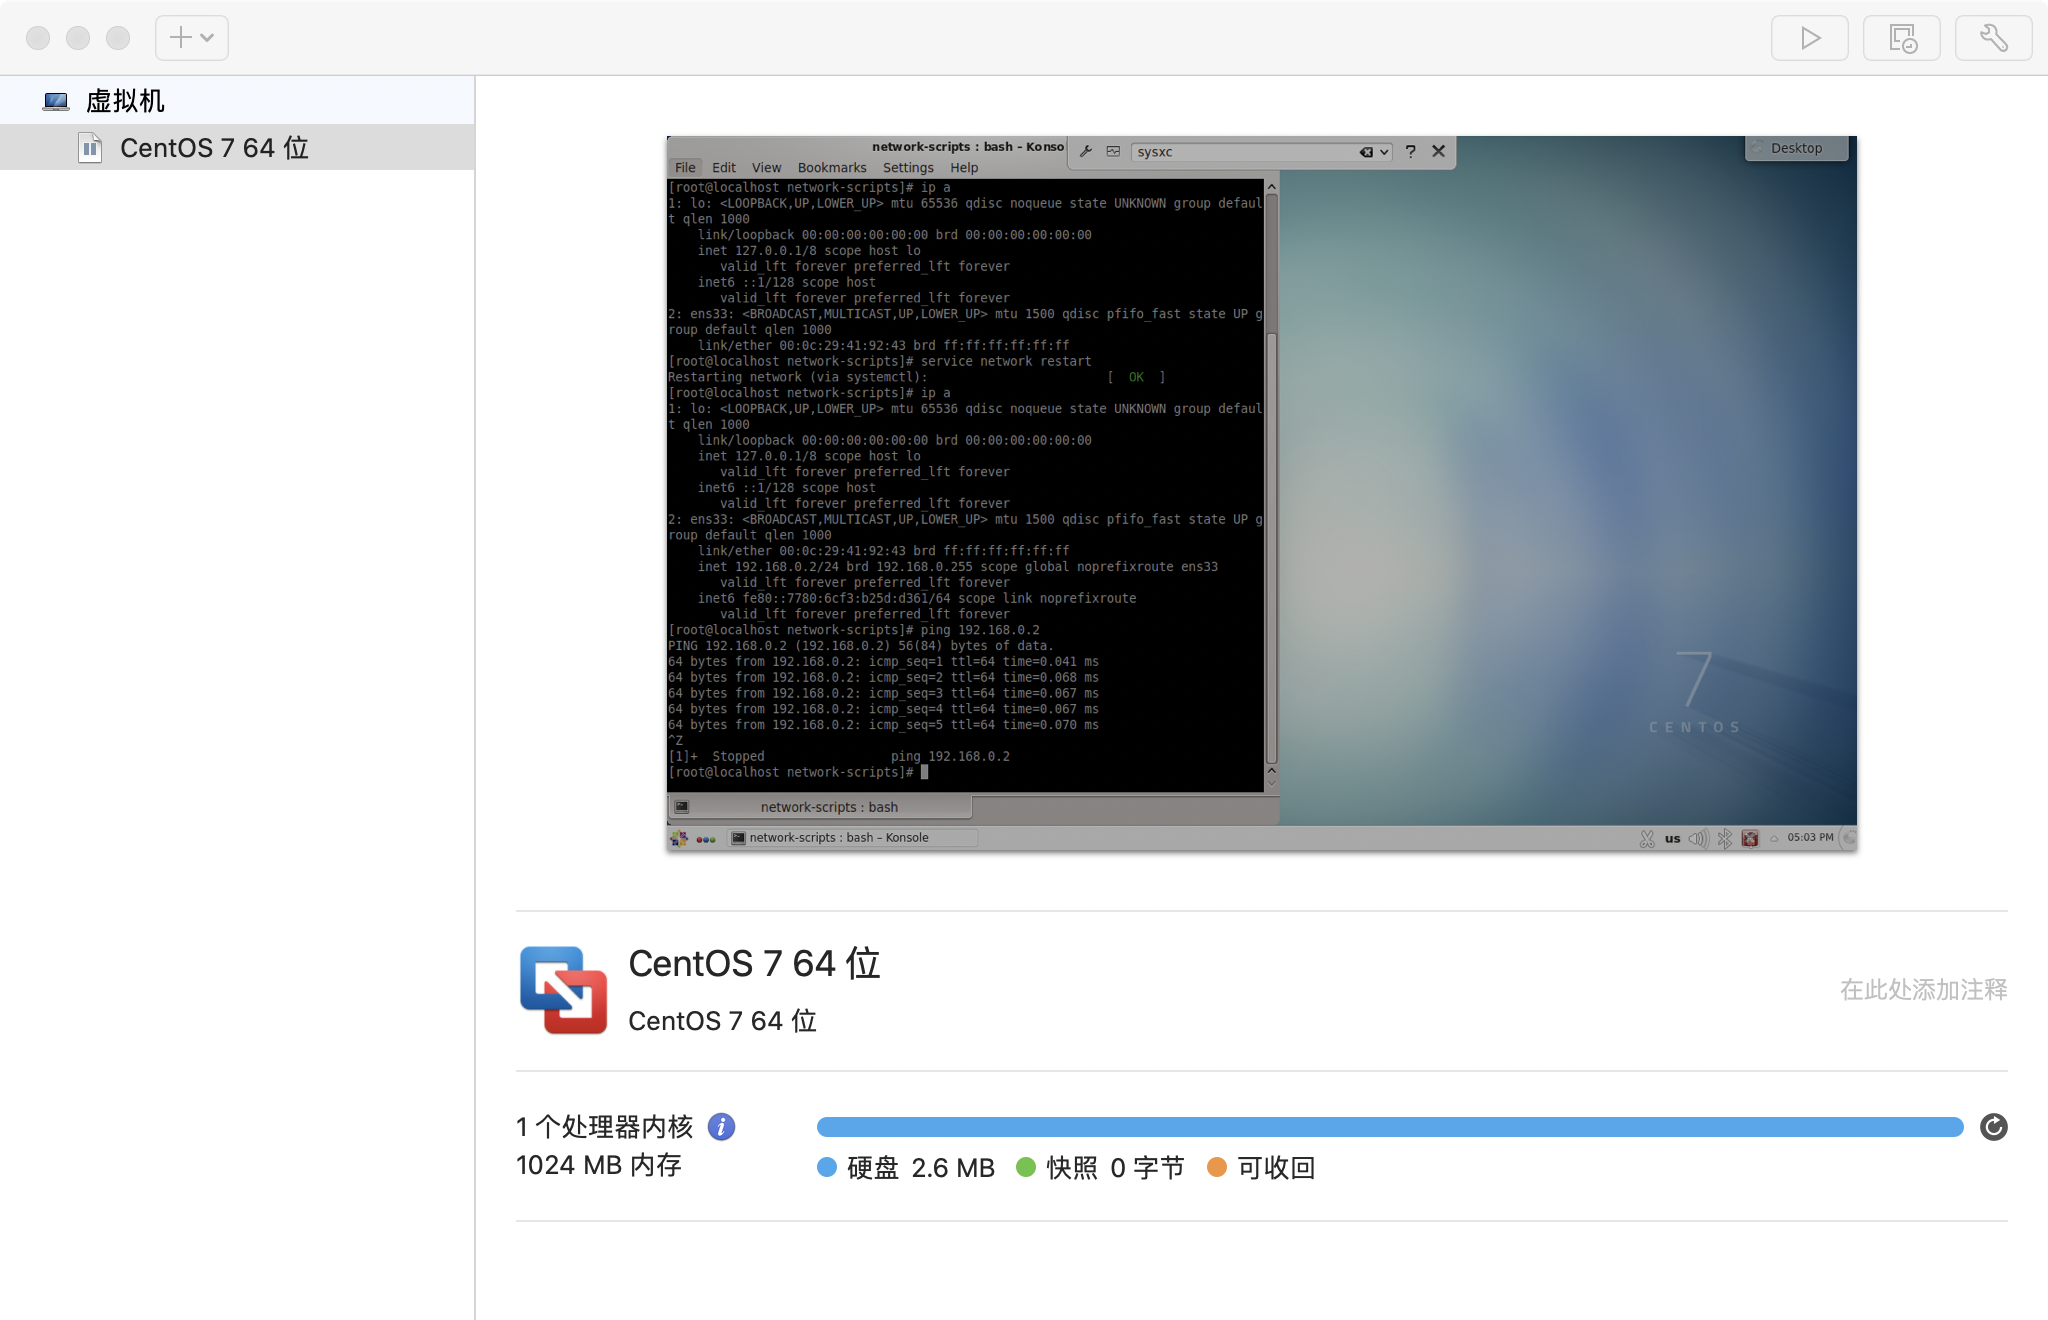 虚拟机
CentOS 7 64 位
network-scripts : bash – Konso
sysxc
?
Desktop
File Edit View Bookmarks Settings Help
[root@localhost network-scripts]# ip a
1: lo: <LOOPBACK,UP,LOWER_UP> mtu 65536 qdisc noqueue state UNKNOWN group defaul
t qlen 1000
    link/loopback 00:00:00:00:00:00 brd 00:00:00:00:00:00
    inet 127.0.0.1/8 scope host lo
       valid_lft forever preferred_lft forever
    inet6 ::1/128 scope host
       valid_lft forever preferred_lft forever
2: ens33: <BROADCAST,MULTICAST,UP,LOWER_UP> mtu 1500 qdisc pfifo_fast state UP g
roup default qlen 1000
    link/ether 00:0c:29:41:92:43 brd ff:ff:ff:ff:ff:ff
[root@localhost network-scripts]# service network restart
Restarting network (via systemctl):                        [  OK  ]
[root@localhost network-scripts]# ip a
1: lo: <LOOPBACK,UP,LOWER_UP> mtu 65536 qdisc noqueue state UNKNOWN group defaul
t qlen 1000
    link/loopback 00:00:00:00:00:00 brd 00:00:00:00:00:00
    inet 127.0.0.1/8 scope host lo
       valid_lft forever preferred_lft forever
    inet6 ::1/128 scope host
       valid_lft forever preferred_lft forever
2: ens33: <BROADCAST,MULTICAST,UP,LOWER_UP> mtu 1500 qdisc pfifo_fast state UP g
roup default qlen 1000
    link/ether 00:0c:29:41:92:43 brd ff:ff:ff:ff:ff:ff
    inet 192.168.0.2/24 brd 192.168.0.255 scope global noprefixroute ens33
       valid_lft forever preferred_lft forever
    inet6 fe80::7780:6cf3:b25d:d361/64 scope link noprefixroute
       valid_lft forever preferred_lft forever
[root@localhost network-scripts]# ping 192.168.0.2
PING 192.168.0.2 (192.168.0.2) 56(84) bytes of data.
64 bytes from 192.168.0.2: icmp_seq=1 ttl=64 time=0.041 ms
64 bytes from 192.168.0.2: icmp_seq=2 ttl=64 time=0.068 ms
64 bytes from 192.168.0.2: icmp_seq=3 ttl=64 time=0.067 ms
64 bytes from 192.168.0.2: icmp_seq=4 ttl=64 time=0.067 ms
64 bytes from 192.168.0.2: icmp_seq=5 ttl=64 time=0.070 ms
^Z
[1]+  Stopped                 ping 192.168.0.2
[root@localhost network-scripts]#
7
CENTOS
network-scripts : bash
network-scripts : bash – Konsole
us
05:03 PM
CentOS 7 64 位
CentOS 7 64 位
在此处添加注释
1 个处理器内核
1024 MB 内存
硬盘 2.6 MB 快照 0 字节 可收回